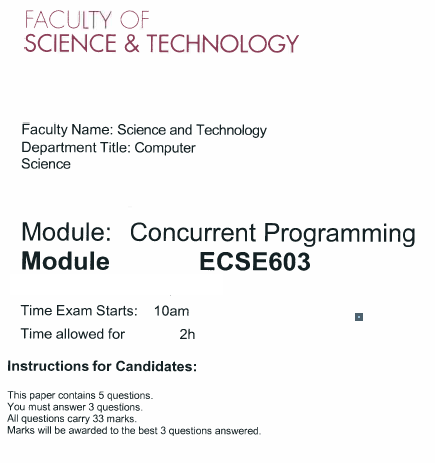 FACULTY OF
SCIENCE & TECHNOLOGY
Faculty Name: Science and Technology
Department Title: Computer
Science
Module: Concurrent Programming
Module ECSE603
Time Exam Starts: 10am
Time allowed for 2h
Instructions for Candidates:
This paper contains 5 questions.
You must answer 3 questions.
All questions carry 33 marks.
Marks will be awarded to the best 3 questions answered.